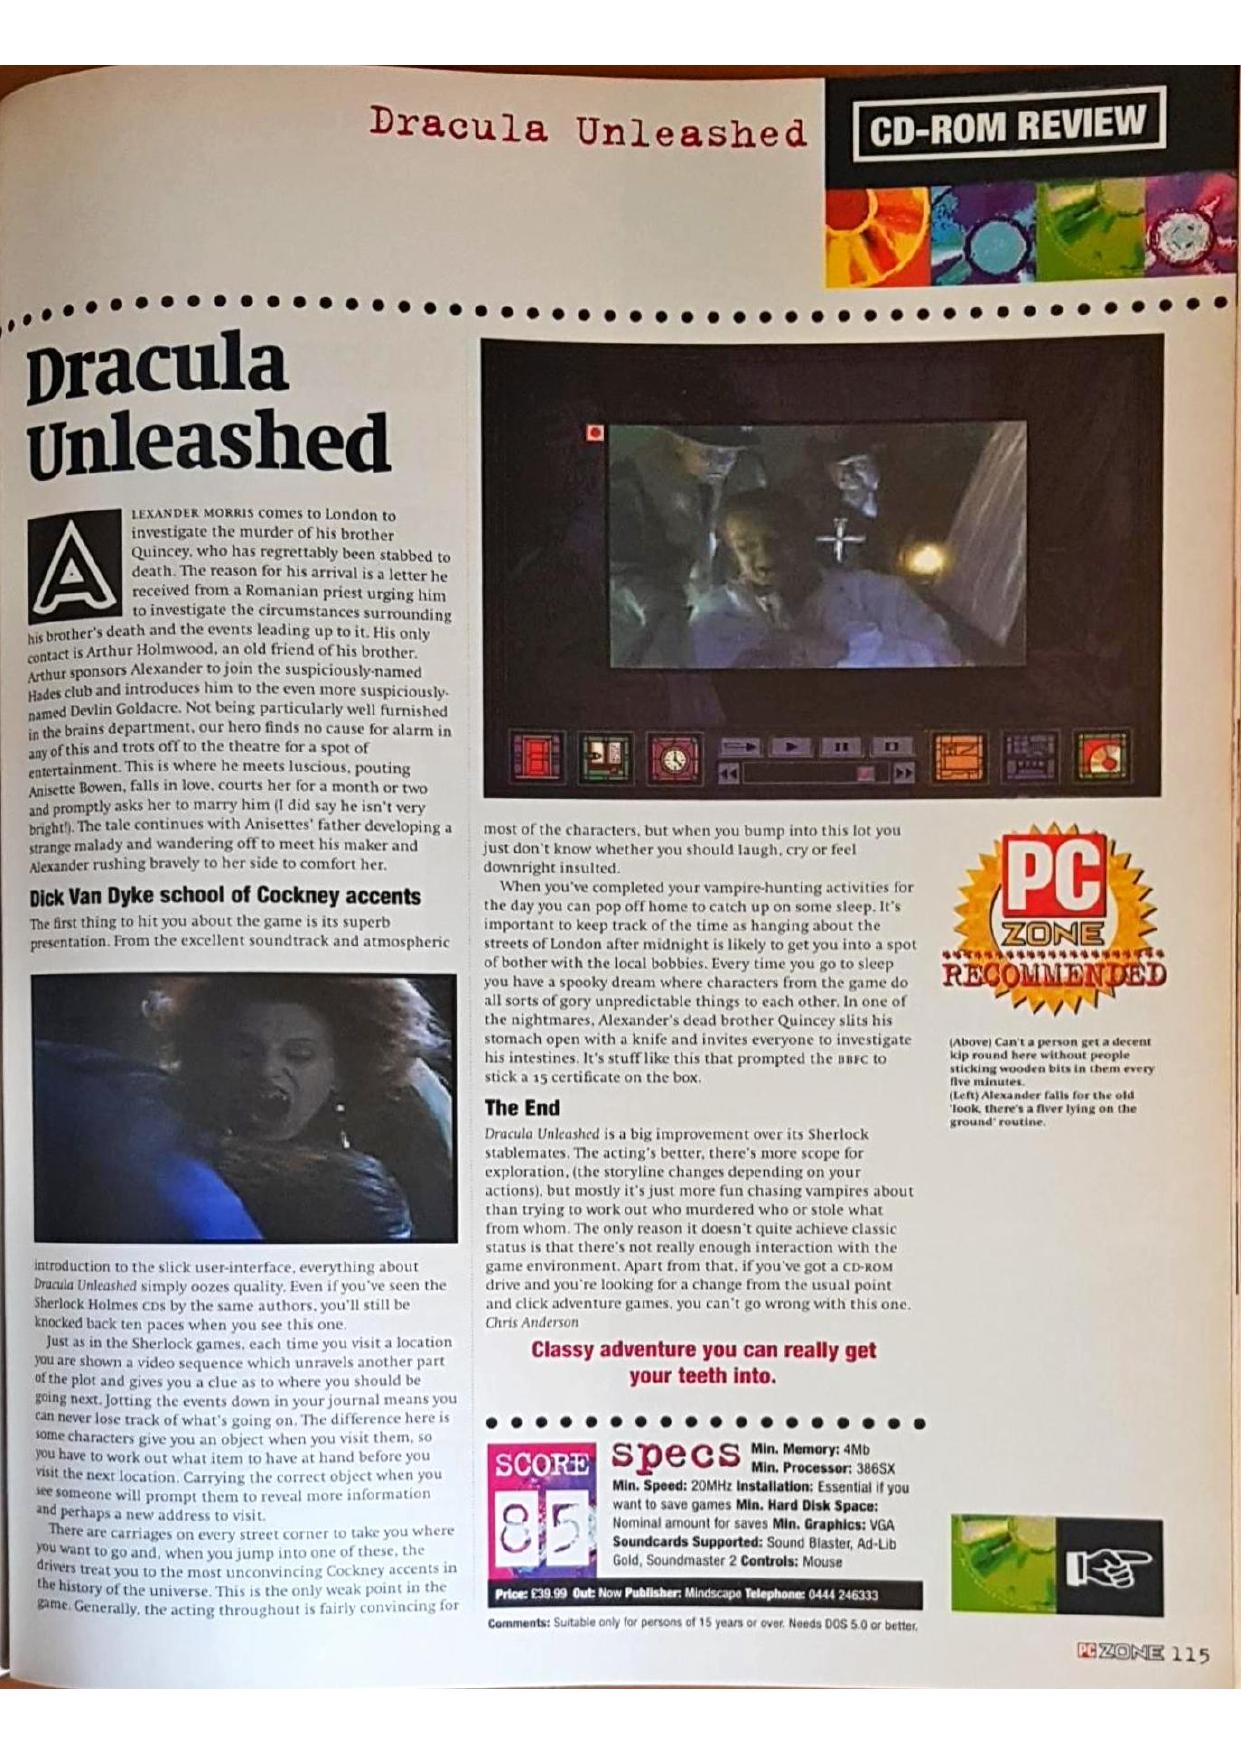 Dracula Unleashed
CD-ROM REVIEW
Dracula
Unleashed
ALEXANDER MORRIS comes to London to
investigate the murder of his brother
Quincey, who has regrettably been stabbed to
death. The reason for his arrival is a letter he
received from a Romanian priest urging him
to investigate the circumstances surrounding
his brother's death and the events leading up to it. His only
contact is Arthur Holmwood, an old friend of his brother.
Arthur sponsors Alexander to join the suspiciously-named
Hades club and introduces him to the even more suspiciously-
named Devlin Goldacre. Not being particularly well furnished
in the brains department, our hero finds no cause for alarm in
any of this and trots off to the theatre for a spot of
entertainment. This is where he meets luscious, pouting
Anisette Bowen, falls in love, courts her for a month or two
and promptly asks her to marry him (I did say he isn't very
bright!). The tale continues with Anisettes' father developing a
strange malady and wandering off to meet his maker and
Alexander rushing bravely to her side to comfort her.
Dick Van Dyke school of Cockney accents
The first thing to hit you about the game is its superb
presentation. From the excellent soundtrack and atmospheric
introduction to the slick user-interface, everything about
Dracula Unleashed simply oozes quality. Even if you've seen the
Sherlock Holmes CDs by the same authors, you'll still be
knocked back ten paces when you see this one.
Just as in the Sherlock games, each time you visit a location
you are shown a video sequence which unravels another part
of the plot and gives you a clue as to where you should be
going next. Jotting the events down in your journal means you
can never lose track of what's going on. The difference here is
some characters give you an object when you visit them, so
you have to work out what item to have at hand before you
visit the next location. Carrying the correct object when you
see someone will prompt them to reveal more information
and perhaps a new address to visit.
There are carriages on every street corner to take you where
you want to go and, when you jump into one of these, the
drivers treat you to the most unconvincing Cockney accents in
the history of the universe. This is the only weak point in the
game. Generally, the acting throughout is fairly convincing for
most of the characters, but when you bump into this lot you
just don't know whether you should laugh, cry or feel
downright insulted.
When you've completed your vampire-hunting activities for
the day you can pop off home to catch up on some sleep. It's
important to keep track of the time as hanging about the
streets of London after midnight is likely to get you into a spot
of bother with the local bobbies. Every time you go to sleep
you have a spooky dream where characters from the game do
all sorts of gory unpredictable things to each other. In one of
the nightmares, Alexander's dead brother Quincey slits his
stomach open with a knife and invites everyone to investigate
his intestines. It's stuff like this that prompted the BBFC to
stick a 15 certificate on the box.
The End
Dracula Unleashed is a big improvement over its Sherlock
stablemates. The acting's better, there's more scope for
exploration, (the storyline changes depending on your
actions), but mostly it's just more fun chasing vampires about
than trying to work out who murdered who or stole what
from whom. The only reason it doesn't quite achieve classic
status is that there's not really enough interaction with the
game environment. Apart from that, if you've got a CD-ROM
drive and you're looking for a change from the usual point
and click adventure games, you can't go wrong with this one.
Chris Anderson
Classy adventure you can really get
your teeth into.
SCORE
85
specs
Min. Memory: 4Mb
Min. Processor: 386SX
Min. Speed: 20MHz Installation: Essential if you
want to save games Min. Hard Disk Space:
Nominal amount for saves Min. Graphics: VGA
Soundcards Supported: Sound Blaster, Ad-Lib
Gold, Soundmaster 2 Controls: Mouse
Price: £39.99 Out: Now Publisher: Mindscape Telephone: 0444 246333
Comments: Suitable only for persons of 15 years or over. Needs DOS 5.0 or better.
PC
ZONE
RECOMMENDED
(Above) Can't a person get a decent
kip round here without people
sticking wooden bits in them every
five minutes.
(Left) Alexander falls for the old
'look, there's a fiver lying on the
ground' routine.
PC ZONE 115